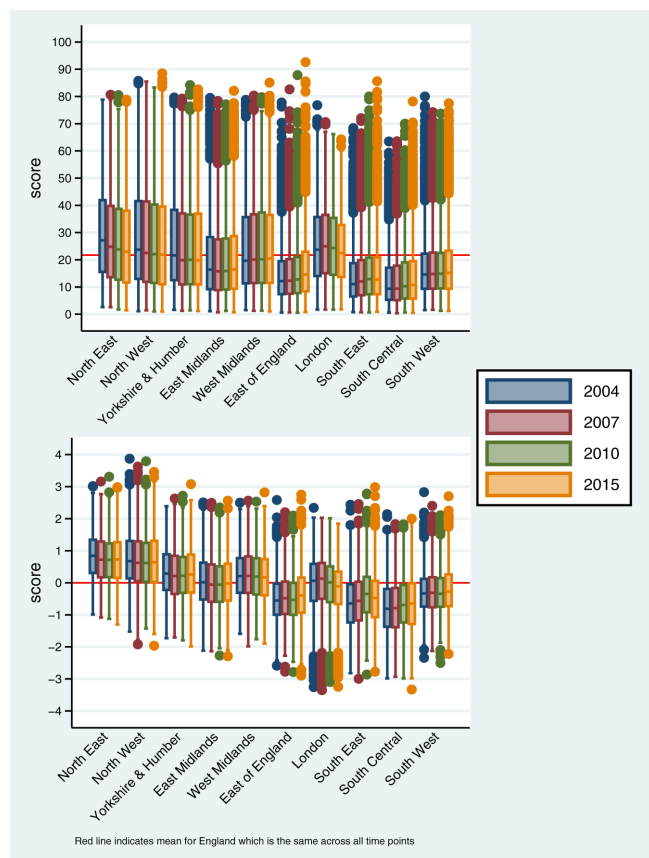 100
90
80
70
60
50
40
30
20
10
0
score
North East
North West
Yorkshire & Humber
East Midlands
West Midlands
East of England
London
South East
South Central
South West
2004
2007
2010
2015
4
3
2
1
0
−1
−2
−3
−4
score
North East
North West
Yorkshire & Humber
East Midlands
West Midlands
East of England
London
South East
South Central
South West
Red line indicates mean for England which is the same across all time points